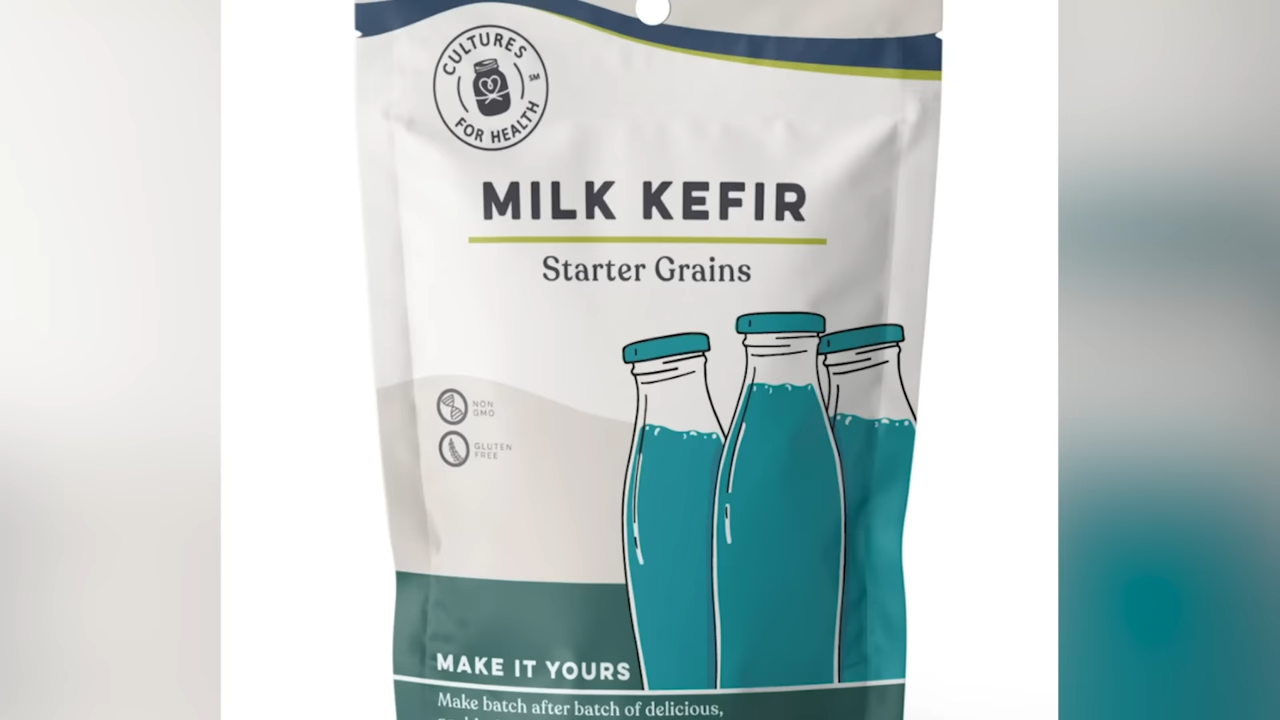 CULTURES
FOR HEALTH
SM
MILK KEFIR
Starter Grains
NON
GMO
GLUTEN
FREE
MAKE IT YOURS
Make batch after batch of delicious,